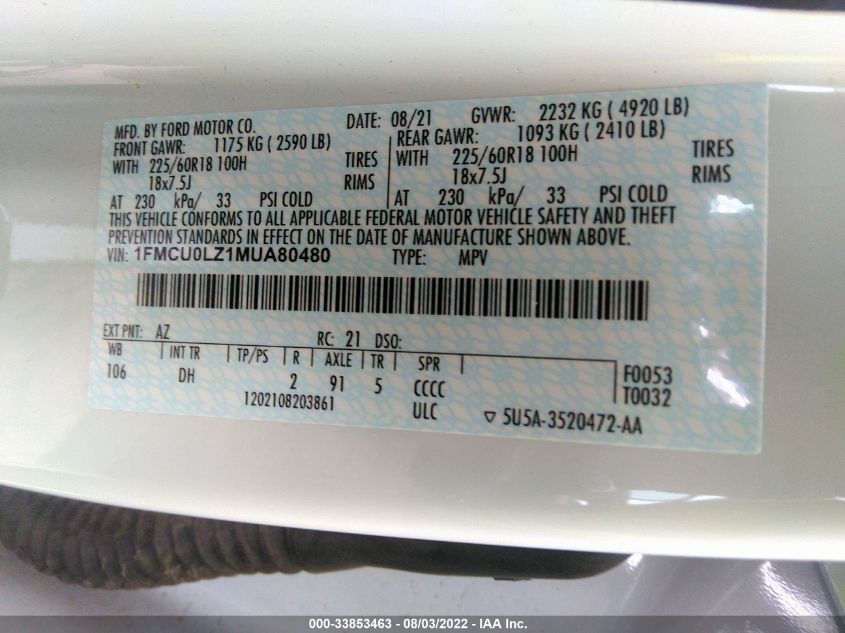 MFD. BY FORD MOTOR CO. DATE: 08/21 GVWR: 2232 KG ( 4920 LB)
FRONT GAWR: 1175 KG ( 2590 LB) REAR GAWR: 1093 KG ( 2410 LB)
WITH 225/60R18 100H TIRES WITH 225/60R18 100H TIRES
18x7.5J RIMS 18x7.5J RIMS
AT 230 kPa/ 33 PSI COLD AT 230 kPa/ 33 PSI COLD
THIS VEHICLE CONFORMS TO ALL APPLICABLE FEDERAL MOTOR VEHICLE SAFETY AND THEFT
PREVENTION STANDARDS IN EFFECT ON THE DATE OF MANUFACTURE SHOWN ABOVE.
VIN: 1FMCU0LZ1MUA80480 TYPE: MPV
EXT PNT: AZ RC: 21 DSO:
WB INT TR TP/PS R AXLE TR SPR F0053
106 DH 2 91 5 CCCC T0032
1202108203861 ULC ▽ 5U5A-3520472-AA
000-33853463 - 08/03/2022 - IAA Inc.